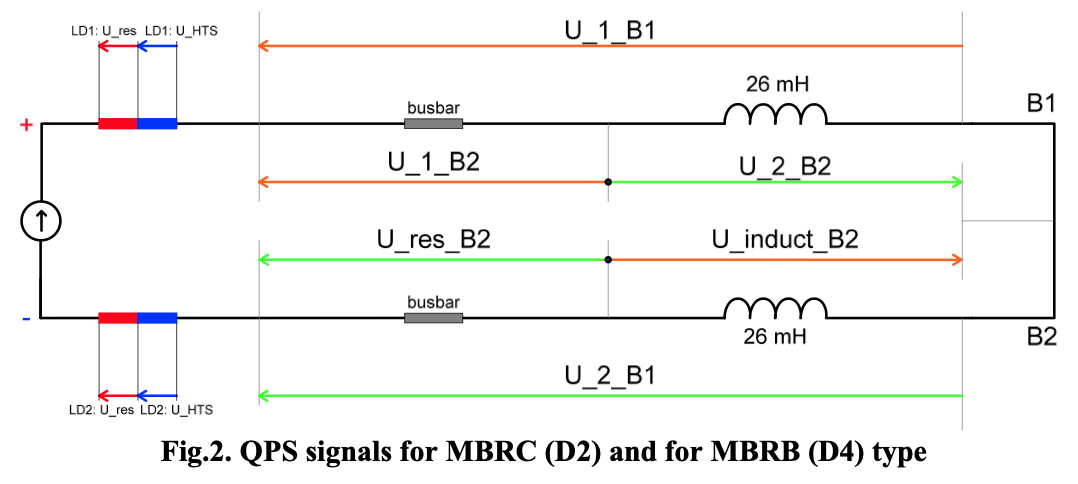 LD1: U_res LD1: U_HTS
U_1_B1
26 mH
busbar
B1
+
U_1_B2
U_2_B2
U_res_B2
U_induct_B2
-
busbar
26 mH
B2
U_2_B1
LD2: U_res LD2: U_HTS
Fig.2. QPS signals for MBRC (D2) and for MBRB (D4) type